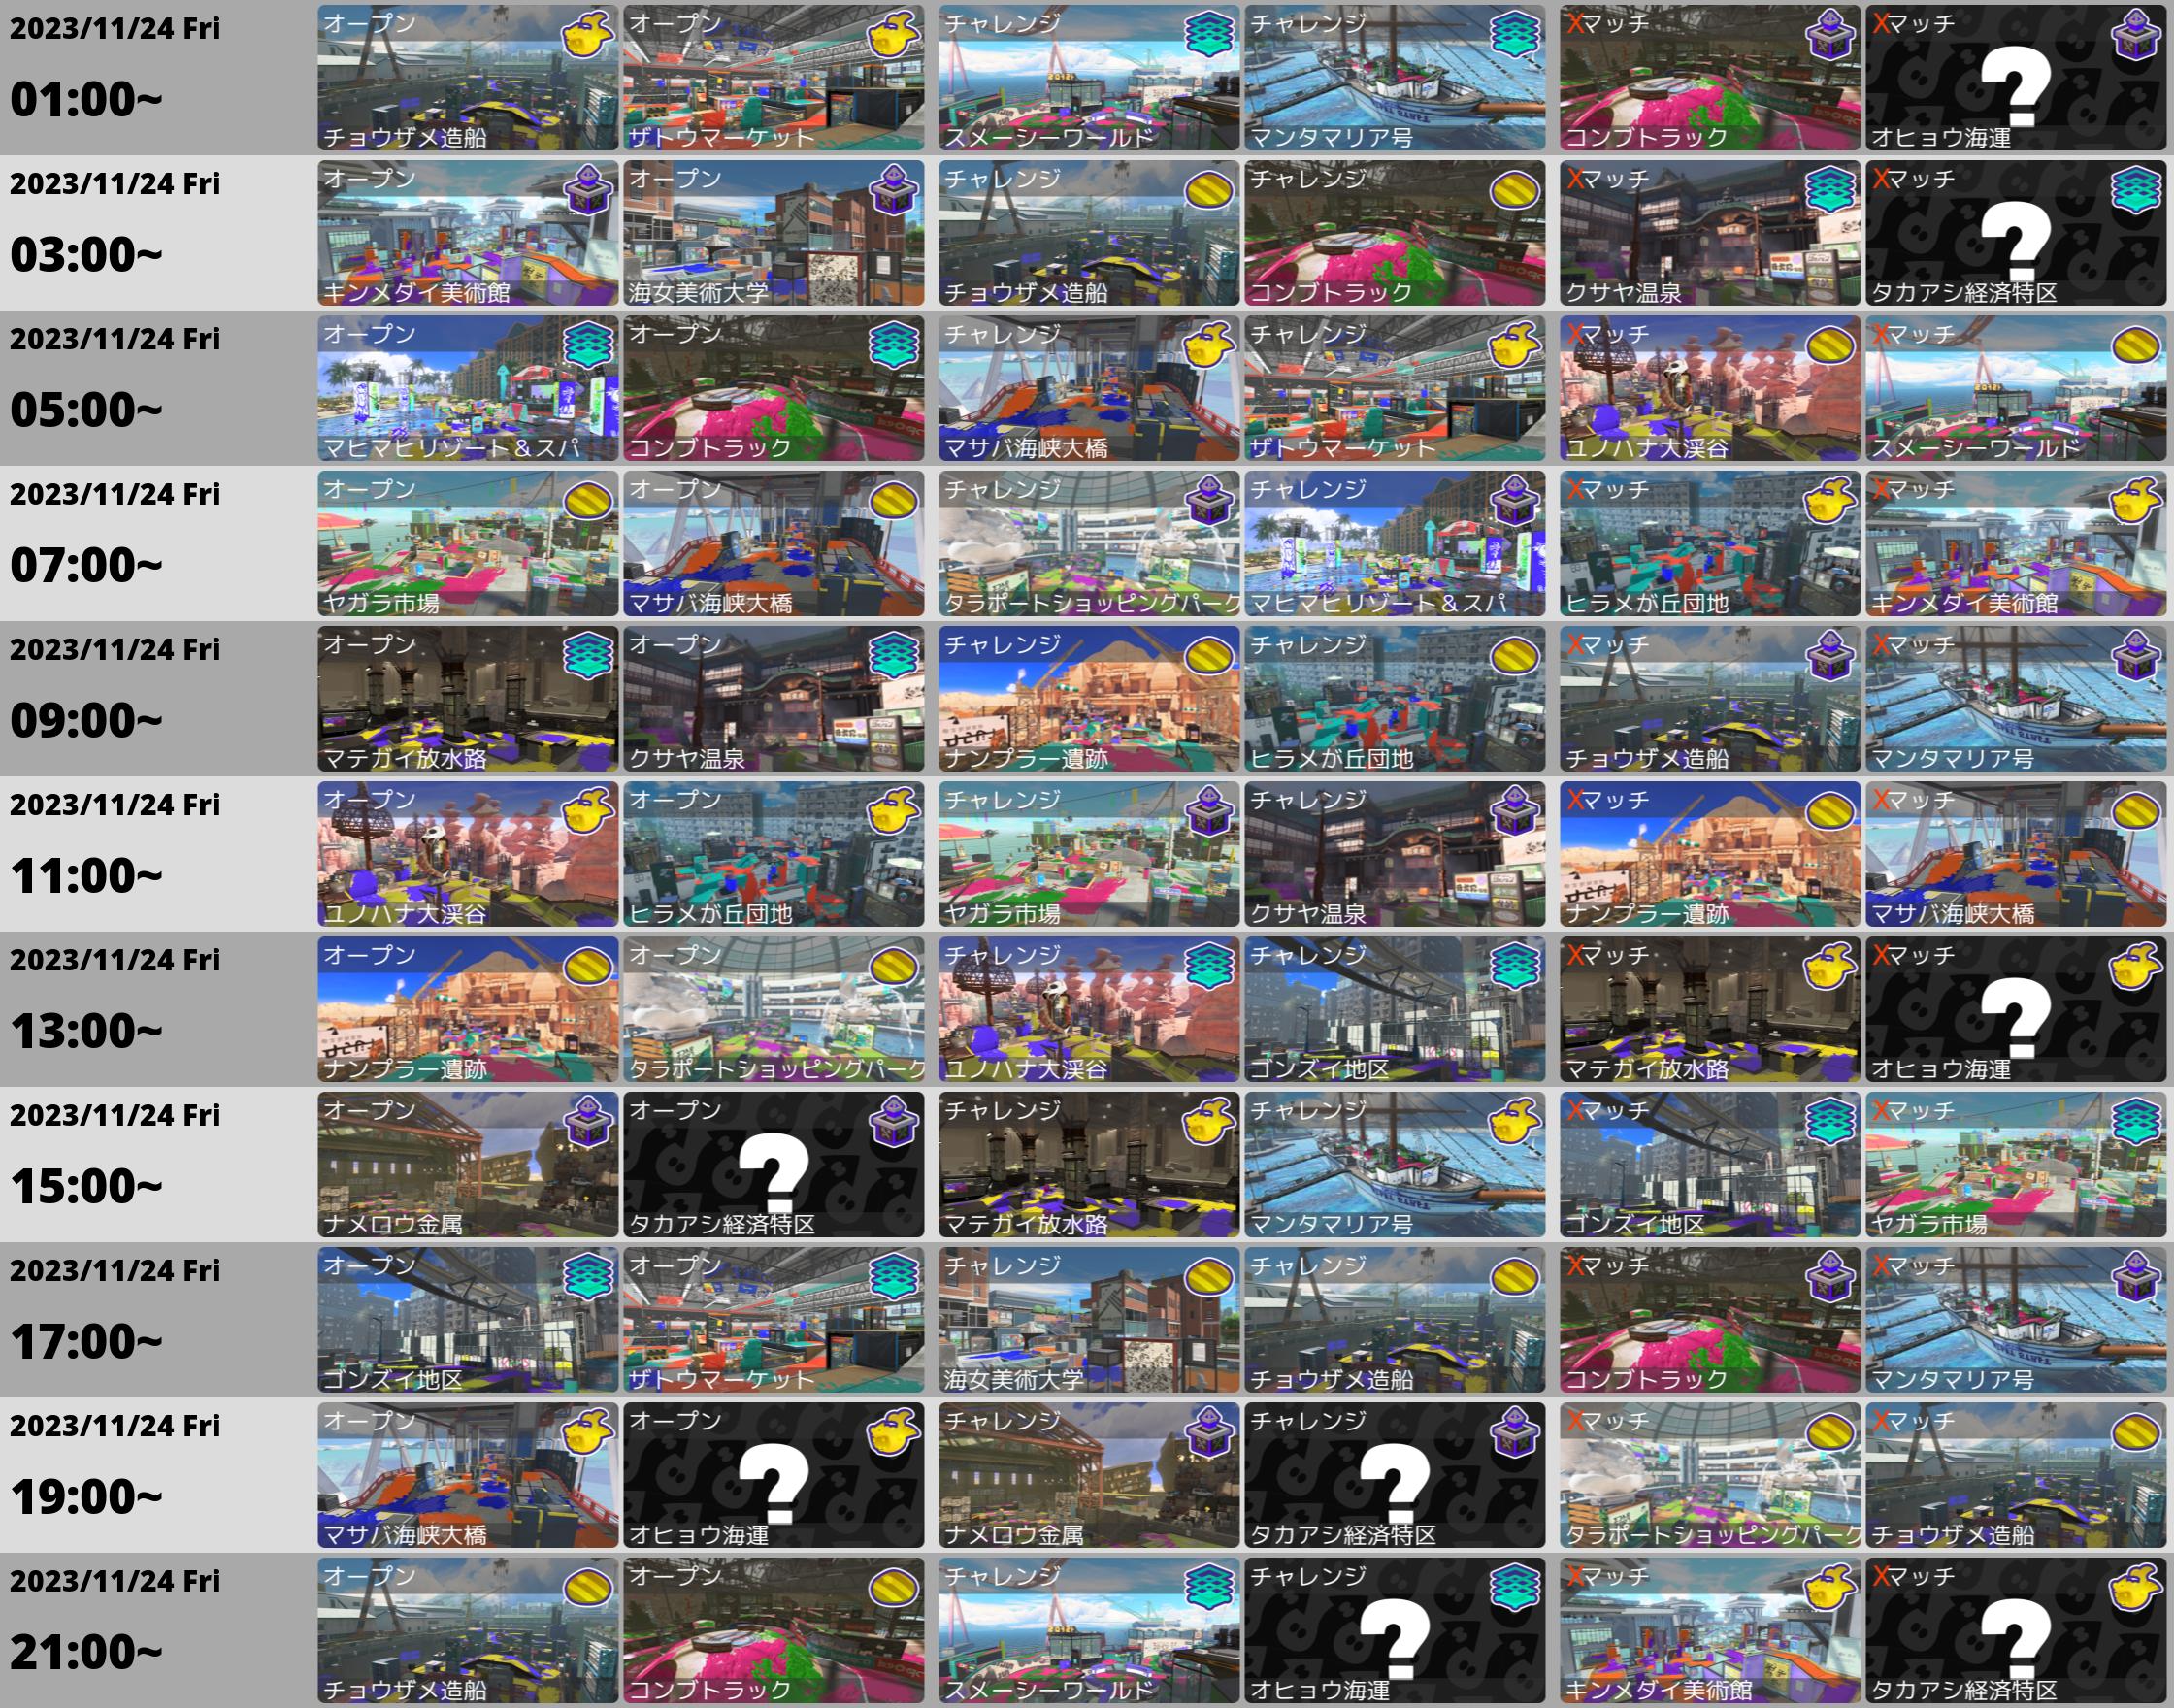 2023/11/24 Fri
01:00~
オープン
チョウザメ造船
オープン
ザトウマーケット
チャレンジ
スメーシーワールド
チャレンジ
マンタマリア号
Xマッチ
コンブトラック
Xマッチ
?
オヒョウ海運
2023/11/24 Fri
03:00~
オープン
キンメダイ美術館
オープン
海女美術大学
チャレンジ
チョウザメ造船
チャレンジ
コンブトラック
Xマッチ
クサヤ温泉
Xマッチ
?
タカアシ経済特区
2023/11/24 Fri
05:00~
オープン
マヒマヒリゾート&スパ
オープン
コンブトラック
チャレンジ
マサバ海峡大橋
チャレンジ
ザトウマーケット
Xマッチ
ユノハナ大渓谷
Xマッチ
スメーシーワールド
2023/11/24 Fri
07:00~
オープン
ヤガラ市場
オープン
マサバ海峡大橋
チャレンジ
タラポートショッピングパーク
チャレンジ
マヒマヒリゾート&スパ
Xマッチ
ヒラメが丘団地
Xマッチ
キンメダイ美術館
2023/11/24 Fri
09:00~
オープン
マテガイ放水路
オープン
クサヤ温泉
チャレンジ
ナンプラー遺跡
チャレンジ
ヒラメが丘団地
Xマッチ
チョウザメ造船
Xマッチ
マンタマリア号
2023/11/24 Fri
11:00~
オープン
ユノハナ大渓谷
オープン
ヒラメが丘団地
チャレンジ
ヤガラ市場
チャレンジ
クサヤ温泉
Xマッチ
ナンプラー遺跡
Xマッチ
マサバ海峡大橋
2023/11/24 Fri
13:00~
オープン
ナンプラー遺跡
オープン
タラポートショッピングパーク
チャレンジ
ユノハナ大渓谷
チャレンジ
ゴンズイ地区
Xマッチ
マテガイ放水路
Xマッチ
?
オヒョウ海運
2023/11/24 Fri
15:00~
オープン
ナメロウ金属
オープン
?
タカアシ経済特区
チャレンジ
マテガイ放水路
チャレンジ
マンタマリア号
Xマッチ
ゴンズイ地区
Xマッチ
ヤガラ市場
2023/11/24 Fri
17:00~
オープン
ゴンズイ地区
オープン
ザトウマーケット
チャレンジ
海女美術大学
チャレンジ
チョウザメ造船
Xマッチ
コンブトラック
Xマッチ
マンタマリア号
2023/11/24 Fri
19:00~
オープン
マサバ海峡大橋
オープン
?
オヒョウ海運
チャレンジ
ナメロウ金属
チャレンジ
?
タカアシ経済特区
Xマッチ
タラポートショッピングパーク
Xマッチ
チョウザメ造船
2023/11/24 Fri
21:00~
オープン
チョウザメ造船
オープン
コンブトラック
チャレンジ
スメーシーワールド
チャレンジ
?
オヒョウ海運
Xマッチ
キンメダイ美術館
Xマッチ
?
タカアシ経済特区